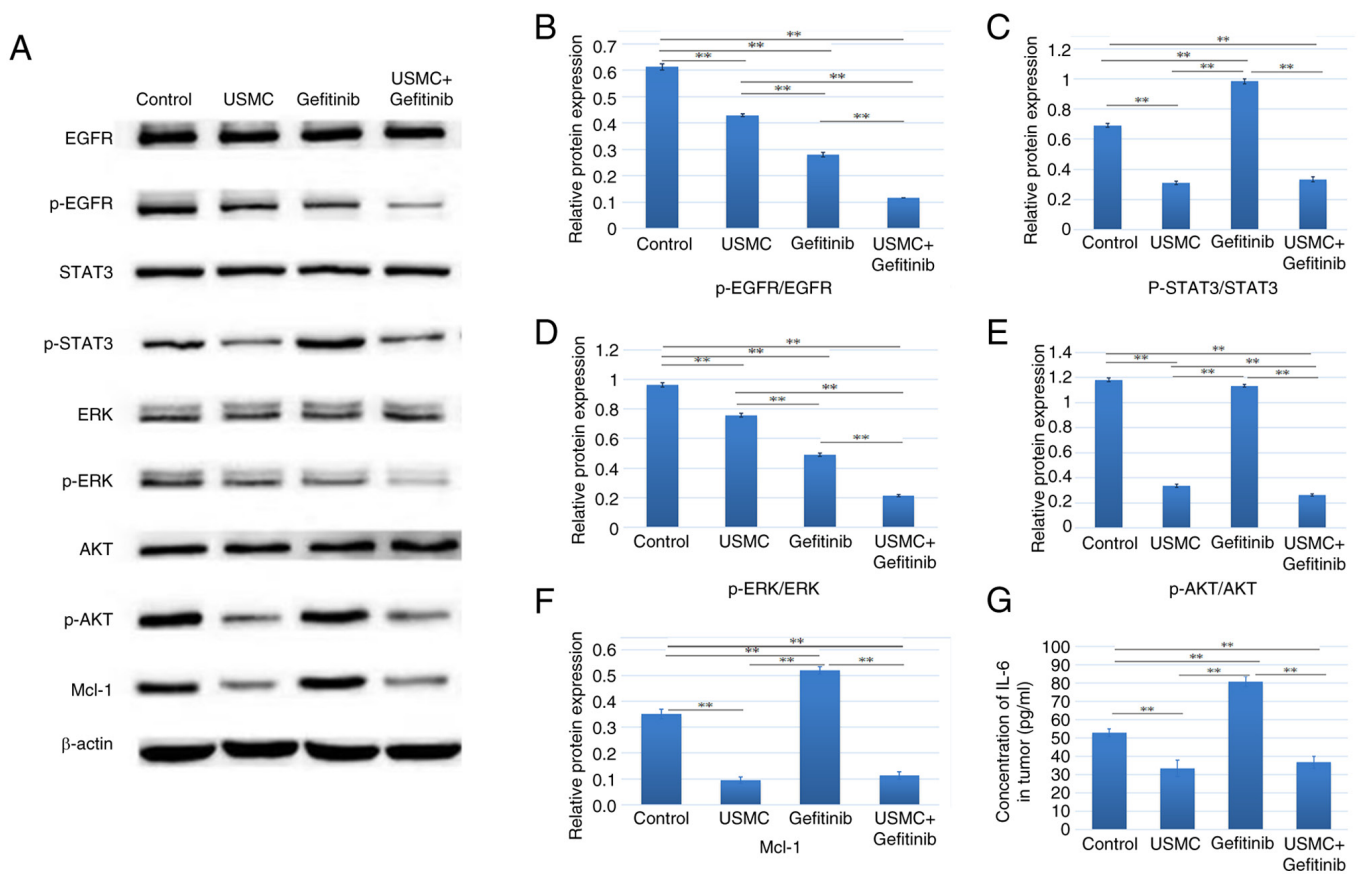 A
Control USMC Gefitinib USMC+
Gefitinib
EGFR
p-EGFR
STAT3
p-STAT3
ERK
p-ERK
AKT
p-AKT
Mcl-1
β-actin
B
Relative protein expression
0.7
0.6
0.5
0.4
0.3
0.2
0.1
0
**
**
**
**
**
**
Control USMC Gefitinib USMC+
Gefitinib
p-EGFR/EGFR
C
Relative protein expression
1.2
1
0.8
0.6
0.4
0.2
0
**
**
**
**
**
Control USMC Gefitinib USMC+
Gefitinib
P-STAT3/STAT3
D
Relative protein expression
1.2
1
0.8
0.6
0.4
0.2
0
**
**
**
**
**
**
Control USMC Gefitinib USMC+
Gefitinib
p-ERK/ERK
E
Relative protein expression
1.4
1.2
1
0.8
0.6
0.4
0.2
0
**
**
**
**
**
Control USMC Gefitinib USMC+
Gefitinib
p-AKT/AKT
F
Relative protein expression
0.6
0.5
0.4
0.3
0.2
0.1
0.0
**
**
**
**
**
Control USMC Gefitinib USMC+
Gefitinib
Mcl-1
G
Concentration of IL-6
in tumor (pg/ml)
100
90
80
70
60
50
40
30
20
10
0
**
**
**
**
**
Control USMC Gefitinib USMC+
Gefitinib